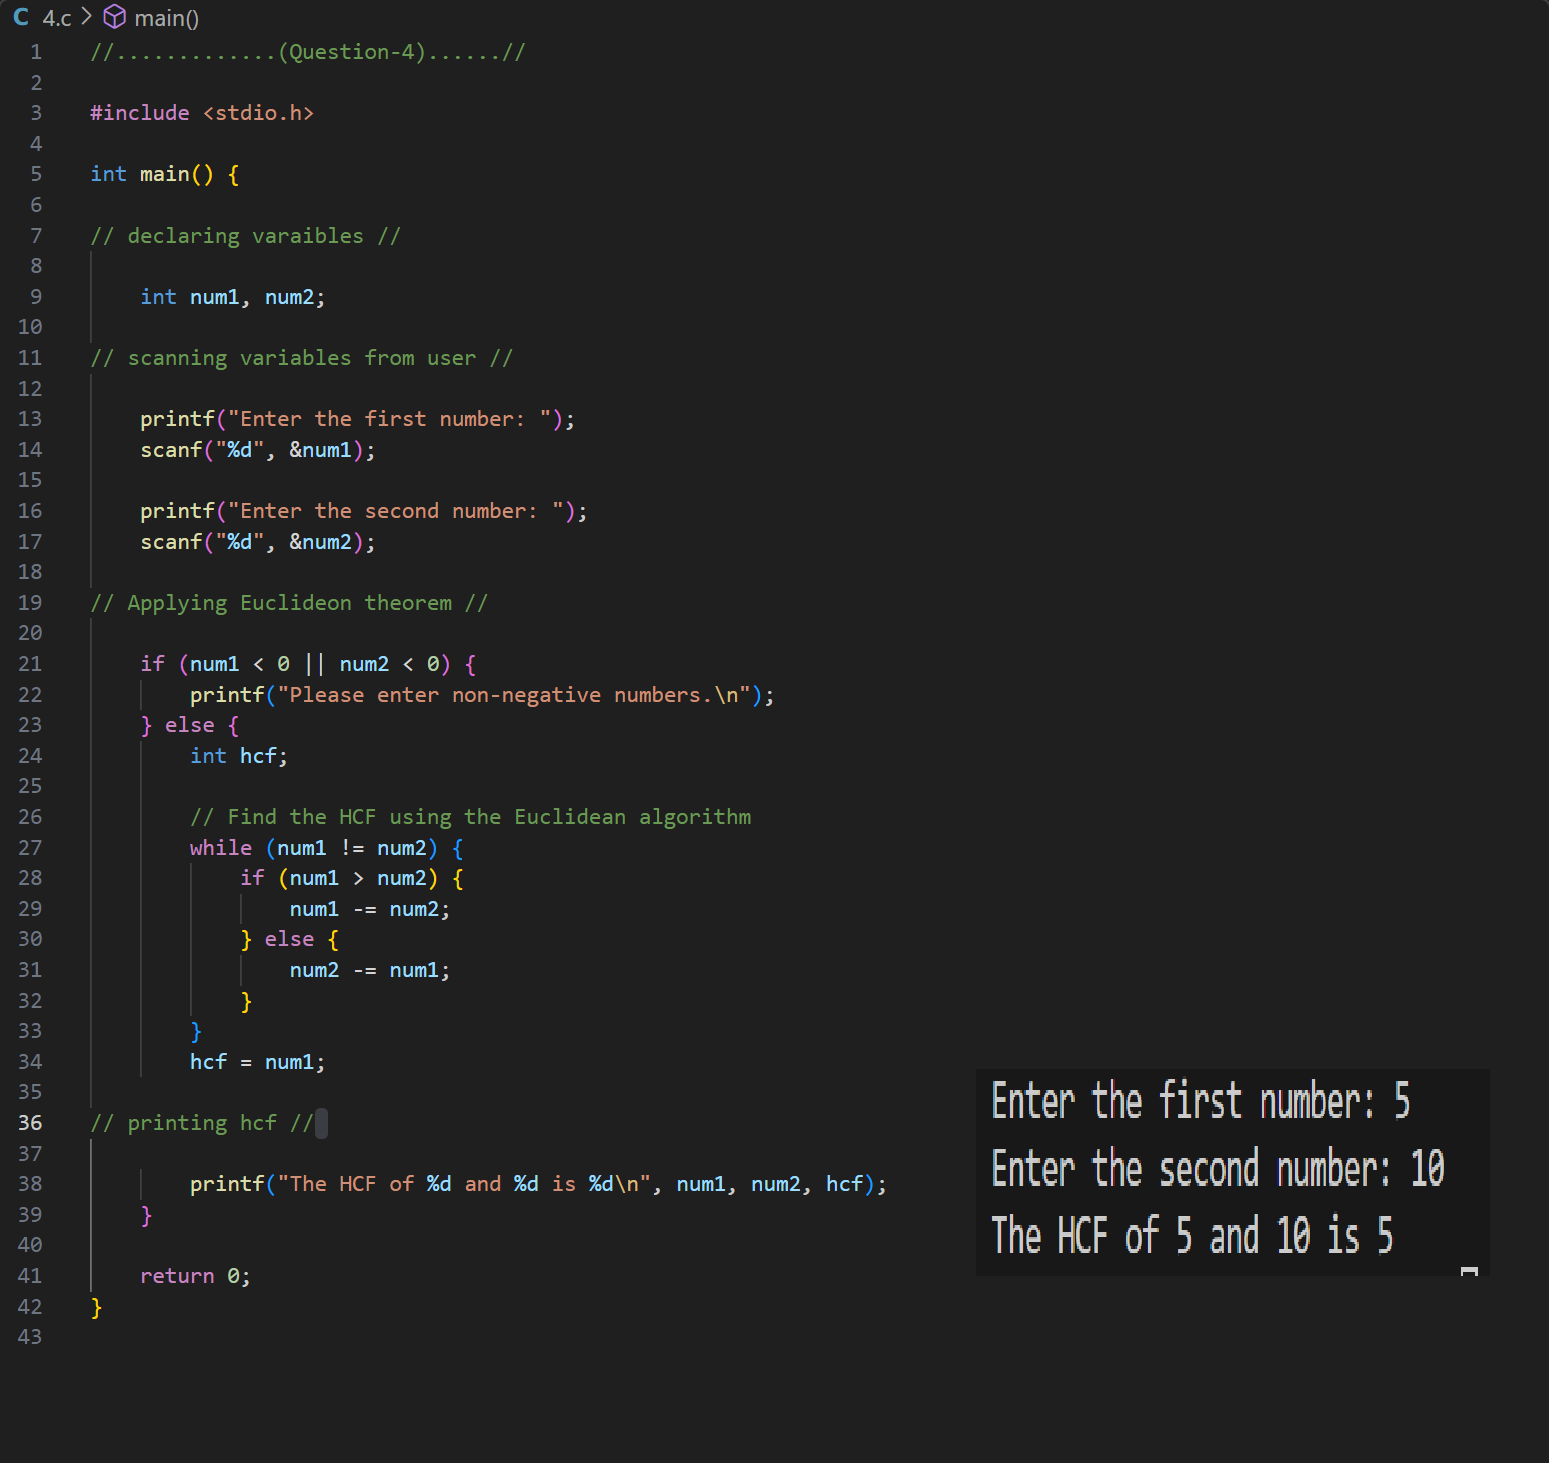 C 4.c > main()
1 //.............(Question-4)......//
2
3 #include <stdio.h>
4
5 int main() {
6
7 // declaring varaibles //
8
9     int num1, num2;
10
11 // scanning variables from user //
12
13     printf("Enter the first number: ");
14     scanf("%d", &num1);
15
16     printf("Enter the second number: ");
17     scanf("%d", &num2);
18
19 // Applying Euclideon theorem //
20
21     if (num1 < 0 || num2 < 0) {
22         printf("Please enter non-negative numbers.\n");
23     } else {
24         int hcf;
25
26         // Find the HCF using the Euclidean algorithm
27         while (num1 != num2) {
28             if (num1 > num2) {
29                 num1 -= num2;
30             } else {
31                 num2 -= num1;
32             }
33         }
34         hcf = num1;
35
36 // printing hcf //
37
38         printf("The HCF of %d and %d is %d\n", num1, num2, hcf);
39     }
40
41     return 0;
42 }
43
Enter the first number: 5
Enter the second number: 10
The HCF of 5 and 10 is 5